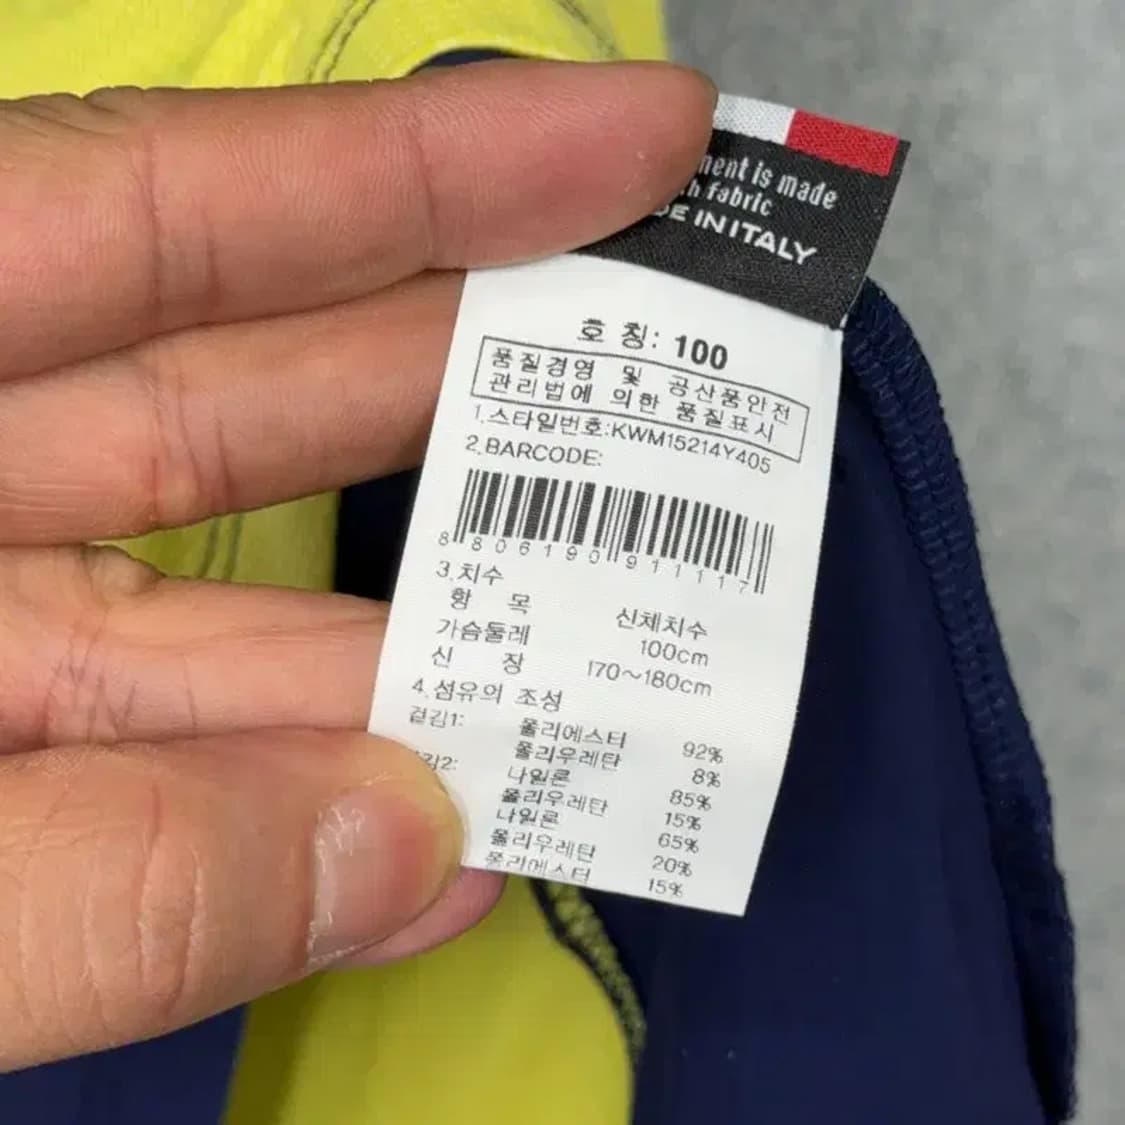 is made
fabric
IN ITALY
호 칭: 100
품질경영 및 공산품안전
관리법에 의한 품질표시
1.스타일번호:KWM15214Y405
2.BARCODE:
8 806190 911117
3.치수
항 목 신체치수
가슴둘레 100cm
신 장 170~180cm
4.섬유의 조성
겉감1: 폴리에스터 92%
폴리우레탄 8%
나일론 85%
폴리우레탄 15%
나일론 65%
폴리우레탄 20%
폴리에스터 15%